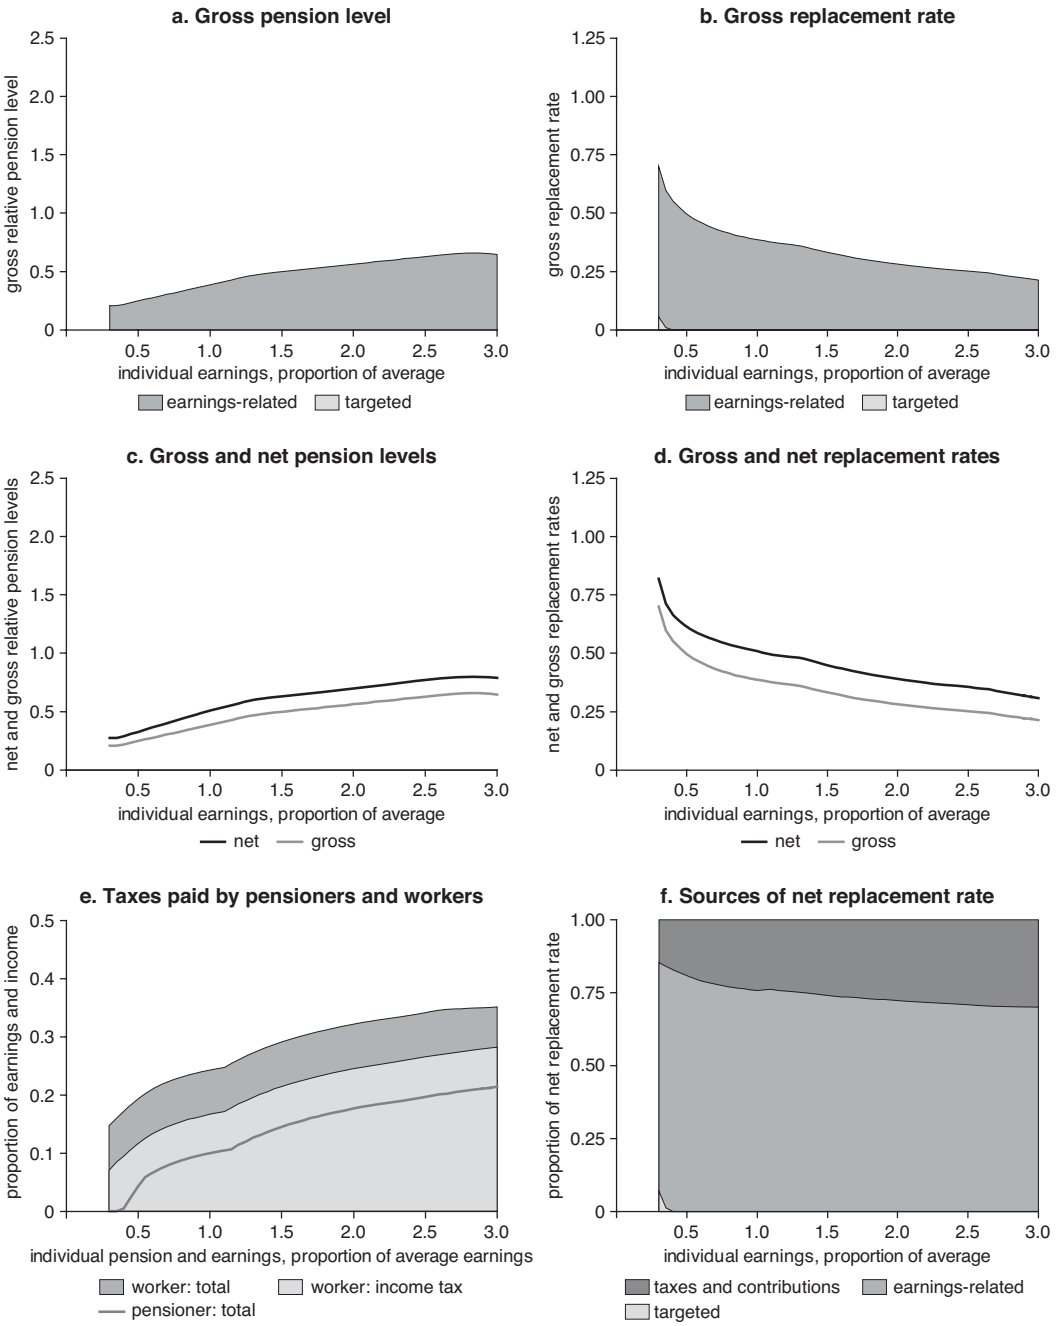 a. Gross pension level
gross relative pension level
2.5
2.0
1.5
1.0
0.5
0
0.5 1.0 1.5 2.0 2.5 3.0
individual earnings, proportion of average
earnings-related targeted
b. Gross replacement rate
gross replacement rate
1.25
1.00
0.75
0.50
0.25
0
0.5 1.0 1.5 2.0 2.5 3.0
individual earnings, proportion of average
earnings-related targeted
c. Gross and net pension levels
net and gross relative pension levels
2.5
2.0
1.5
1.0
0.5
0
0.5 1.0 1.5 2.0 2.5 3.0
individual earnings, proportion of average
net gross
d. Gross and net replacement rates
net and gross replacement rates
1.25
1.00
0.75
0.50
0.25
0
0.5 1.0 1.5 2.0 2.5 3.0
individual earnings, proportion of average
net gross
e. Taxes paid by pensioners and workers
proportion of earnings and income
0.5
0.4
0.3
0.2
0.1
0
0.5 1.0 1.5 2.0 2.5 3.0
individual pension and earnings, proportion of average earnings
worker: total worker: income tax
pensioner: total
f. Sources of net replacement rate
proportion of net replacement rate
1.00
0.75
0.50
0.25
0
0.5 1.0 1.5 2.0 2.5 3.0
individual earnings, proportion of average
taxes and contributions earnings-related
targeted